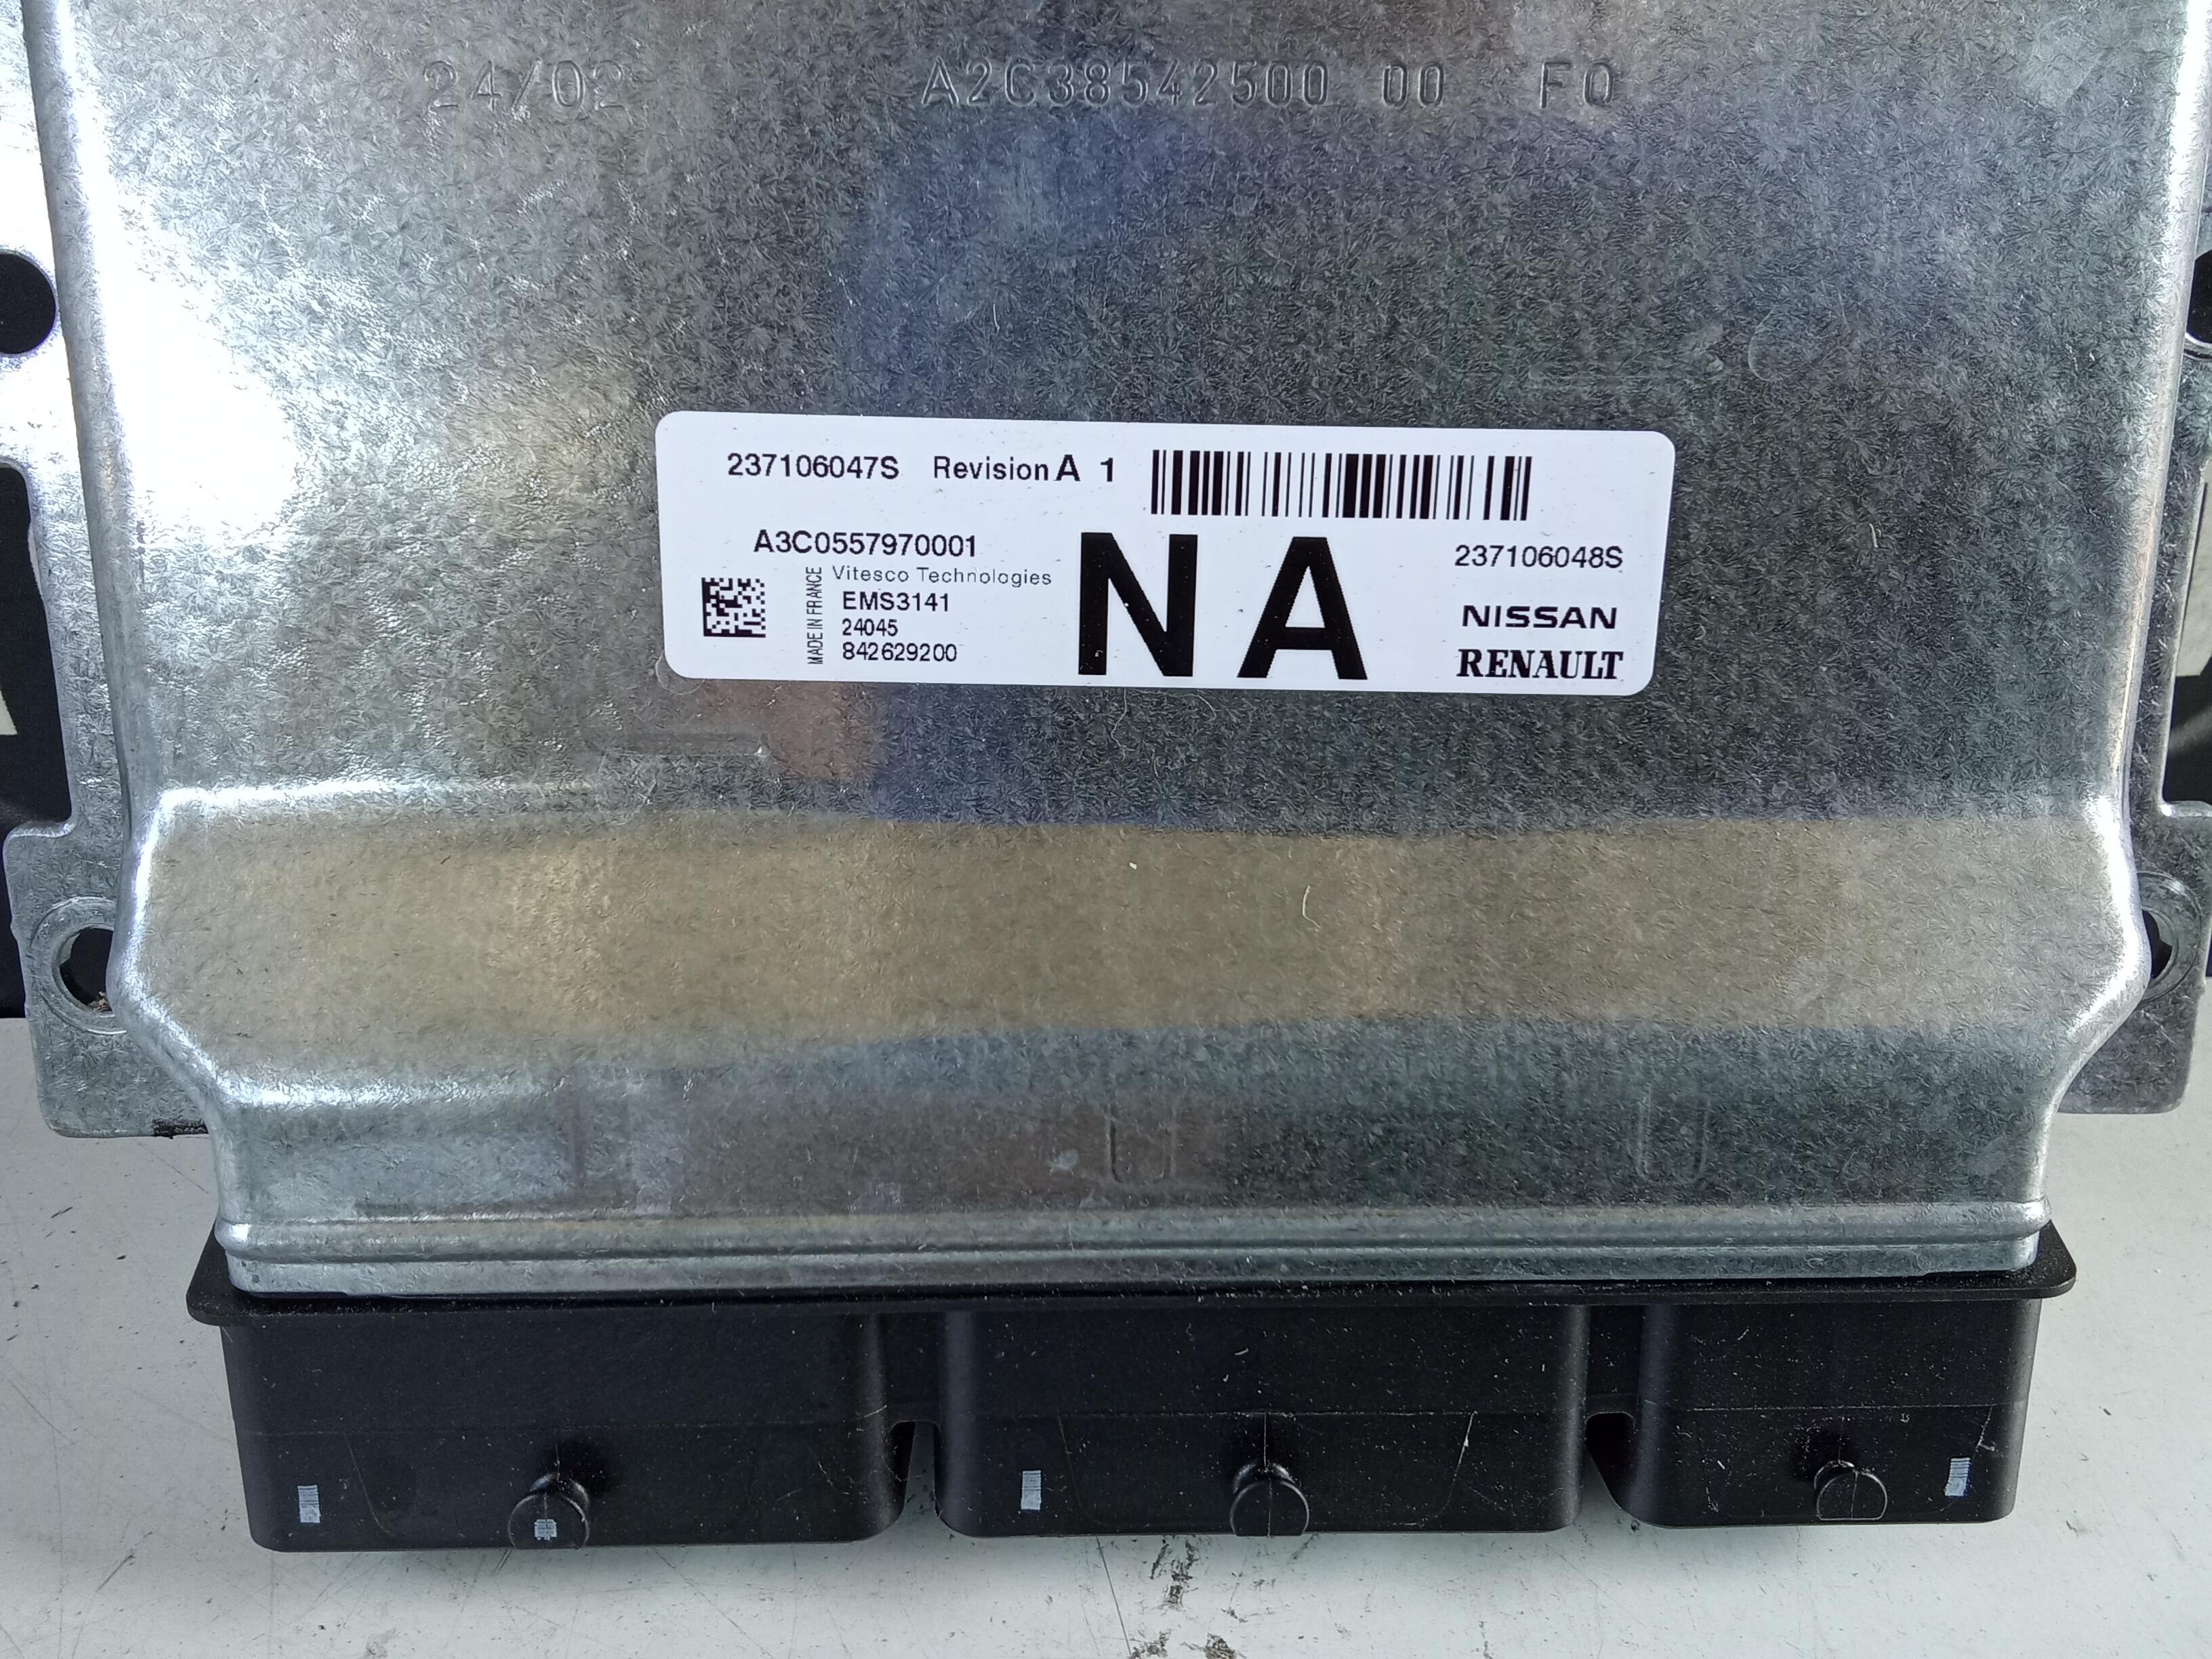 24/02 A2C38542500 00 FQ
237106047S Revision A 1
A3C0557970001
237106048S
MADE IN FRANCE
Vitesco Technologies
EMS3141
24045
842629200
NA
NISSAN
RENAULT